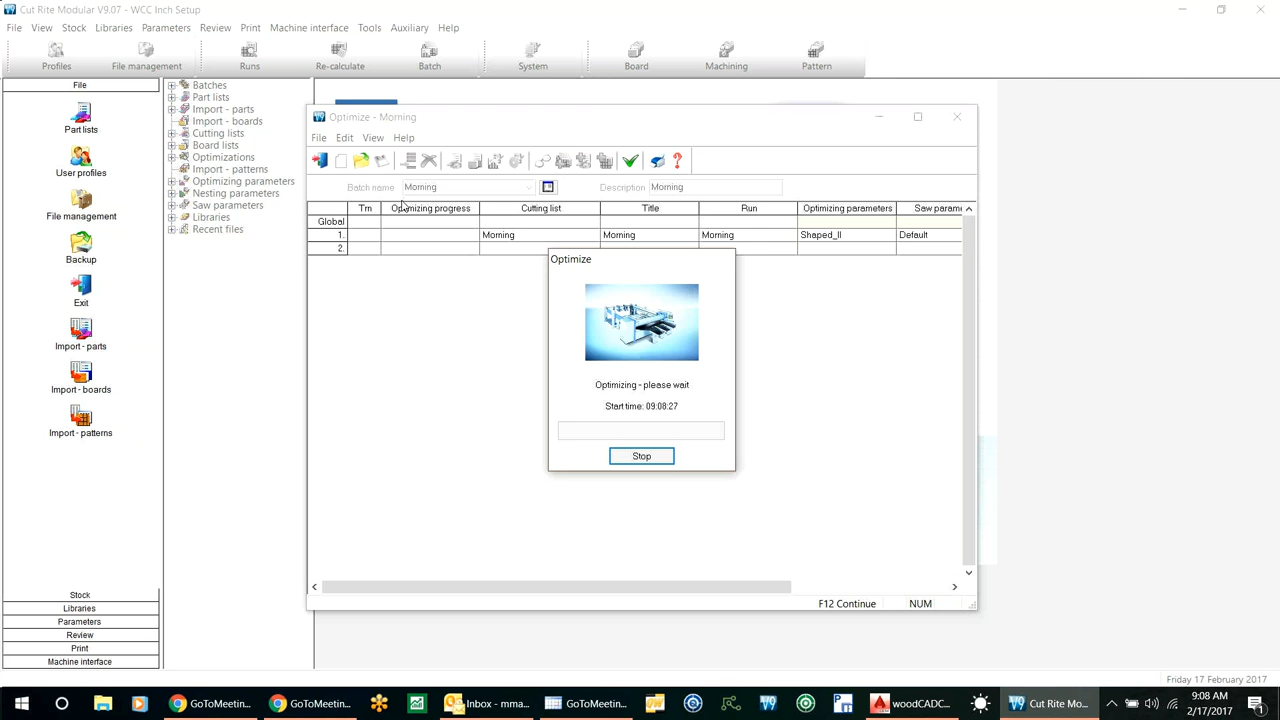 Cut Rite Modular V9.07 - WCC Inch Setup
File View Stock Libraries Parameters Review Print Machine interface Tools Auxiliary Help
Profiles File management Runs Re-calculate Batch System Board Machining Pattern
File
Part lists
User profiles
File management
Backup
Exit
Import - parts
Import - boards
Import - patterns
Stock
Libraries
Parameters
Review
Print
Machine interface
Batches
Part lists
Import - parts
Import - boards
Cutting lists
Board lists
Optimizations
Import - patterns
Optimizing parameters
Nesting parameters
Saw parameters
Libraries
Recent files
Optimize - Morning
File Edit View Help
Batch name Morning Description Morning
Trn Optimizing progress Cutting list Title Run Optimizing parameters Saw parame
Global
1. Morning Morning Morning Shaped_II Default
2.
Optimize
Optimizing - please wait
Start time: 09:08:27
Stop
F12 Continue NUM
Friday 17 February 2017
GoToMeetin... GoToMeetin... Inbox - mma... GoToMeetin... woodCADC... Cut Rite Mo... 9:08 AM
2/17/2017